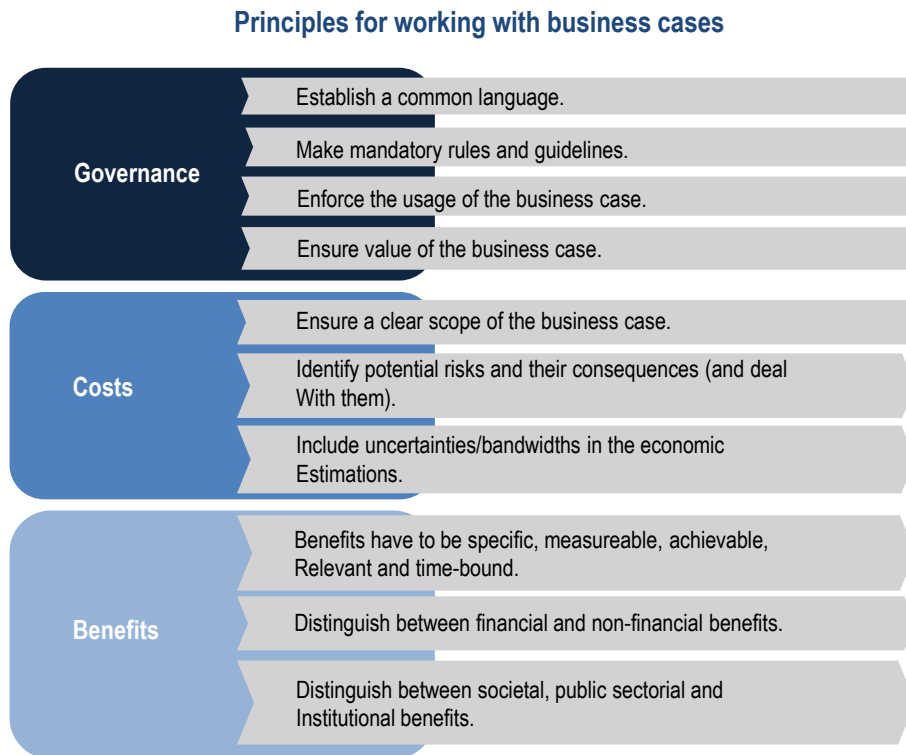 Principles for working with business cases
Governance
Establish a common language.
Make mandatory rules and guidelines.
Enforce the usage of the business case.
Ensure value of the business case.
Costs
Ensure a clear scope of the business case.
Identify potential risks and their consequences (and deal
With them).
Include uncertainties/bandwidths in the economic
Estimations.
Benefits
Benefits have to be specific, measureable, achievable,
Relevant and time-bound.
Distinguish between financial and non-financial benefits.
Distinguish between societal, public sectorial and
Institutional benefits.